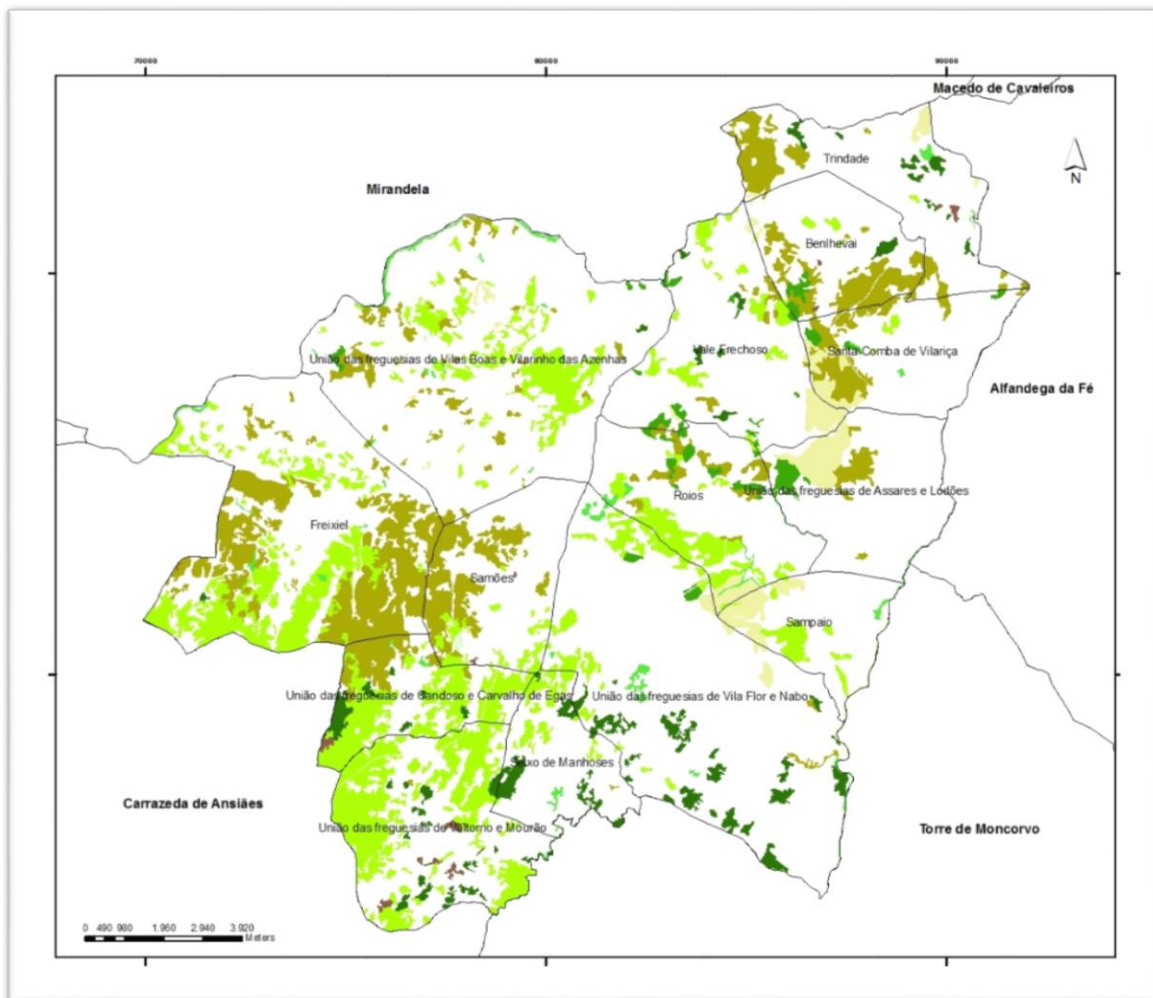 70000 80000 90000
Macedo de Cavaleiros
Trindade
N
Mirandela
Benlhevai
União das freguesias de Vilas Boas e Vilarinho das Azenhas
Vale Frechoso
Santa Comba de Vilariça
Alfandega da Fé
União das freguesias de Assares e Lodões
Roios
Freixiel
Samões
Sampaio
União das freguesias de Candoso e Carvalho de Egas
União das freguesias de Vila Flor e Nabo
Seixo de Manhoses
Carrazeda de Ansiães
União das freguesias de Valtorno e Mourão
Torre de Moncorvo
0 490 980 1.960 2.940 3.920
Meters